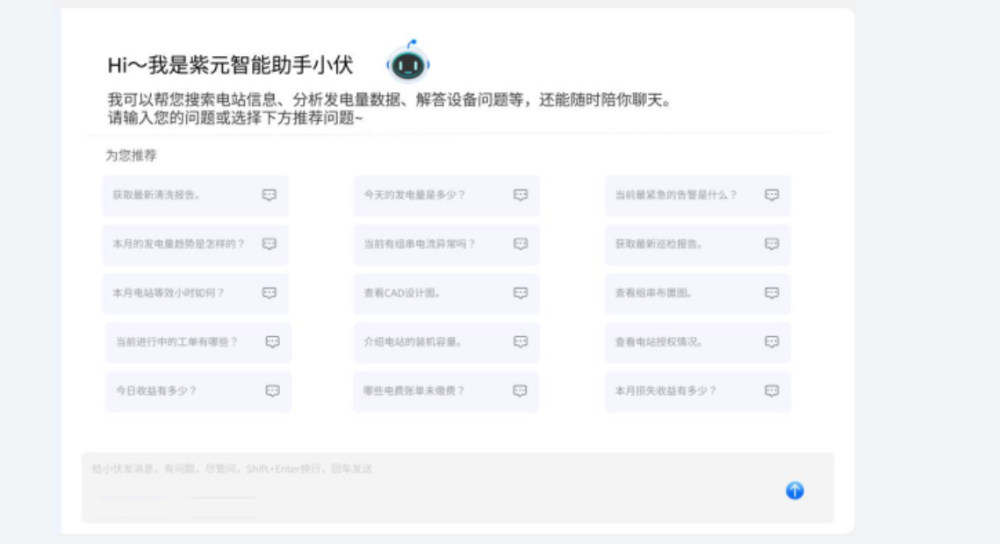 Hi～我是紫元智能助手小伏
我可以帮您搜索电站信息、分析发电量数据、解答设备问题等，还能随时陪你聊天。
请输入您的问题或选择下方推荐问题~
为您推荐
获取最新清洗报告。
今天的发电量是多少？
当前最紧急的告警是什么？
本月的发电量趋势是怎样的？
当前有组串电流异常吗？
获取最新巡检报告。
本月电站等效小时如何？
查看CAD设计图。
查看组串布置图。
当前进行中的工单有哪些？
介绍电站的装机容量。
查看电站授权情况。
今日收益有多少？
哪些电费账单未缴费？
本月损失收益有多少？
给小伏发消息，有问题，尽管问，Shift+Enter换行，回车发送